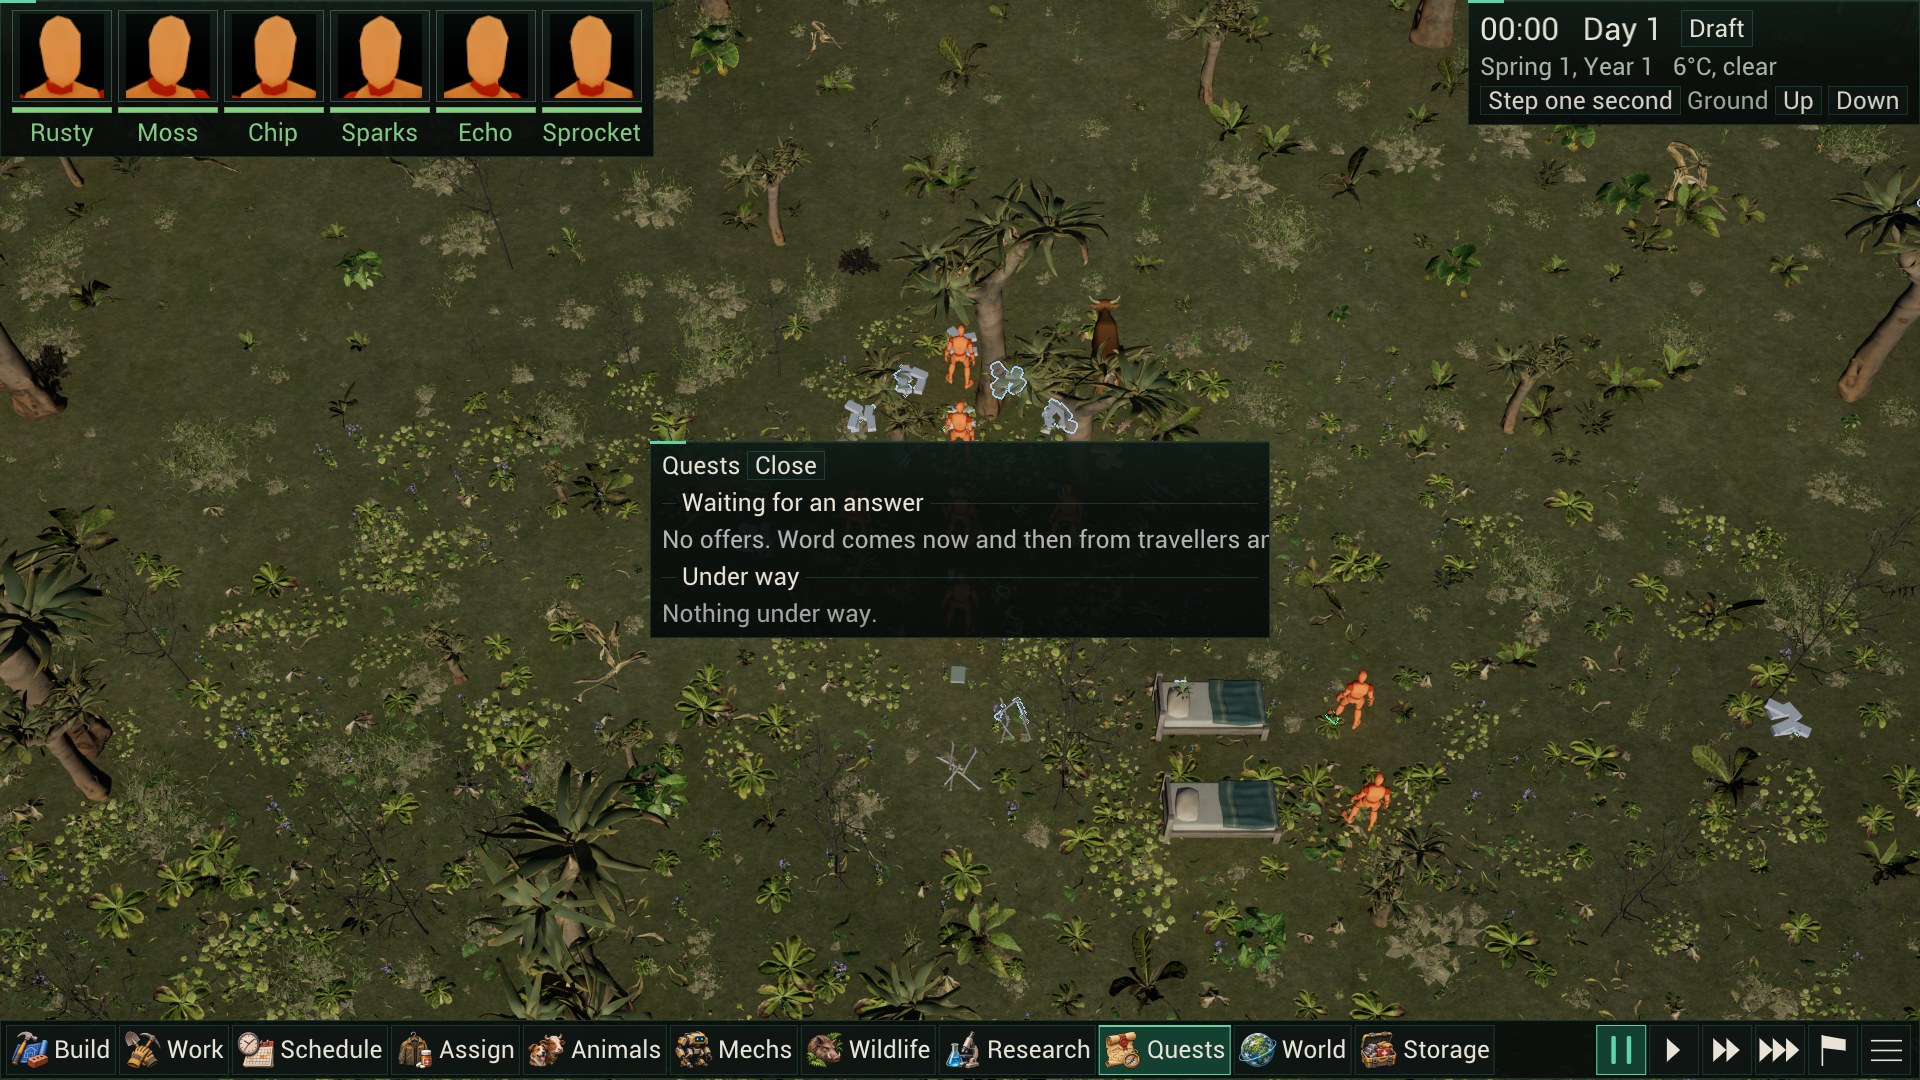 Rusty Moss Chip Sparks Echo Sprocket
00:00 Day 1 Draft
Spring 1, Year 1 6°C, clear
Step one second Ground Up Down
Quests Close
Waiting for an answer
No offers. Word comes now and then from travellers ar
Under way
Nothing under way.
Build Work Schedule Assign Animals Mechs Wildlife Research Quests World Storage